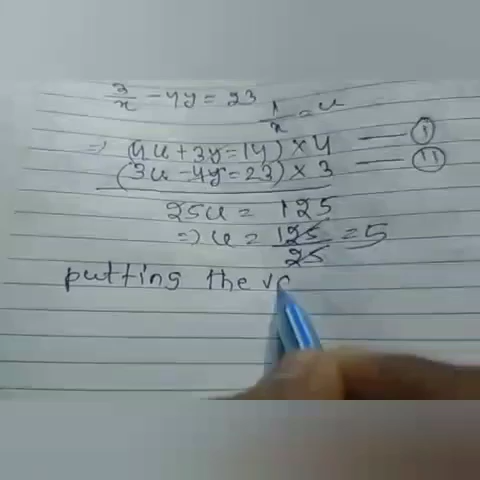 3/x - 4y = 23
1/x = u
⇒ (4u + 3y = 14) × 4 —— (I)
(3u - 4y = 23) × 3 —— (II)
25u = 125
⇒ u = 125/25 = 5
putting the va